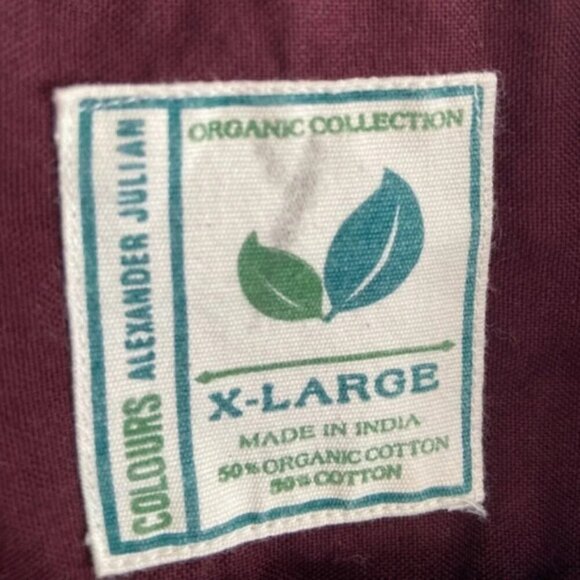 COLOURS ALEXANDER JULIAN
ORGANIC COLLECTION
X-LARGE
MADE IN INDIA
50% ORGANIC COTTON
50% COTTON